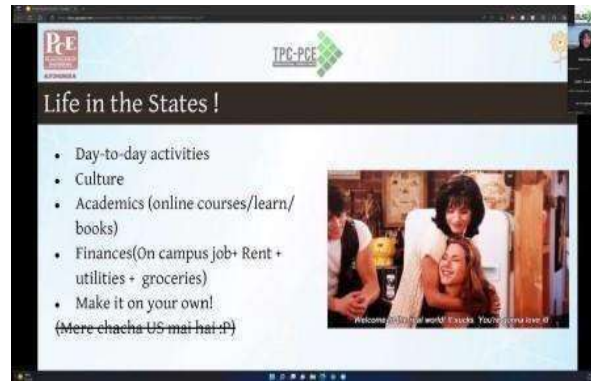 PCE
AUTONOMOUS
TPC-PCE
Life in the States !
• Day-to-day activities
• Culture
• Academics (online courses/learn/
books)
• Finances(On campus job+ Rent +
utilities + groceries)
• Make it on your own!
(Mere chacha US mai hai :P)
Welcome to the real world! It sucks. You're gonna love it!